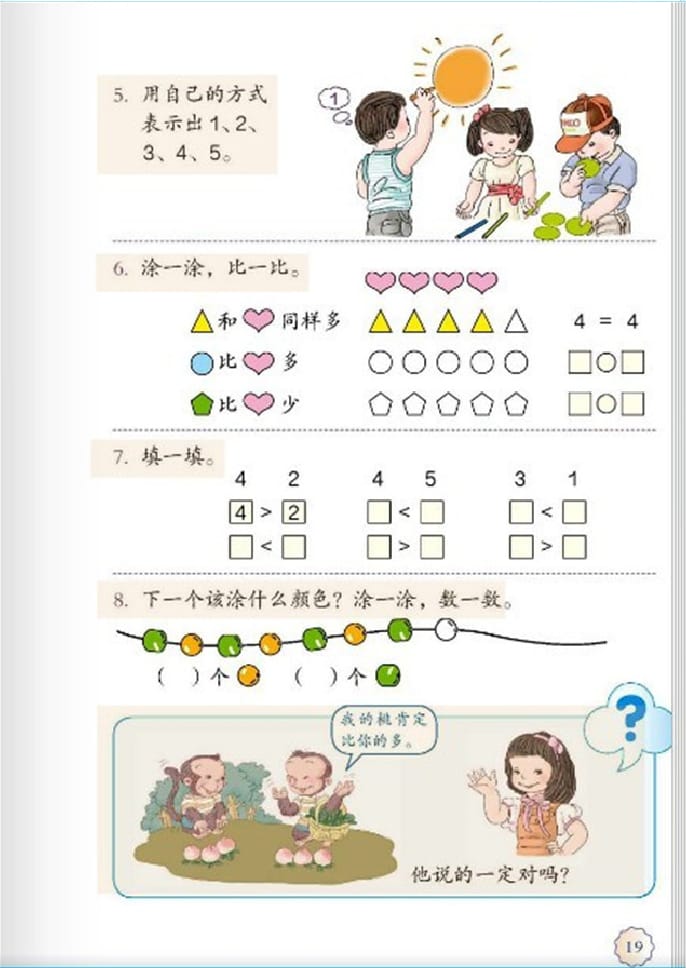 5. 用自己的方式
表示出 1、2、
3、4、5。
1
6. 涂一涂，比一比。
和 同样多 4 = 4
比 多
比 少
7. 填一填。
4 2 4 5 3 1
4 > 2 < <
< > >
8. 下一个该涂什么颜色？涂一涂，数一数。
( )个 ( )个
我的桃肯定
比你的多。
?
他说的一定对吗？
19